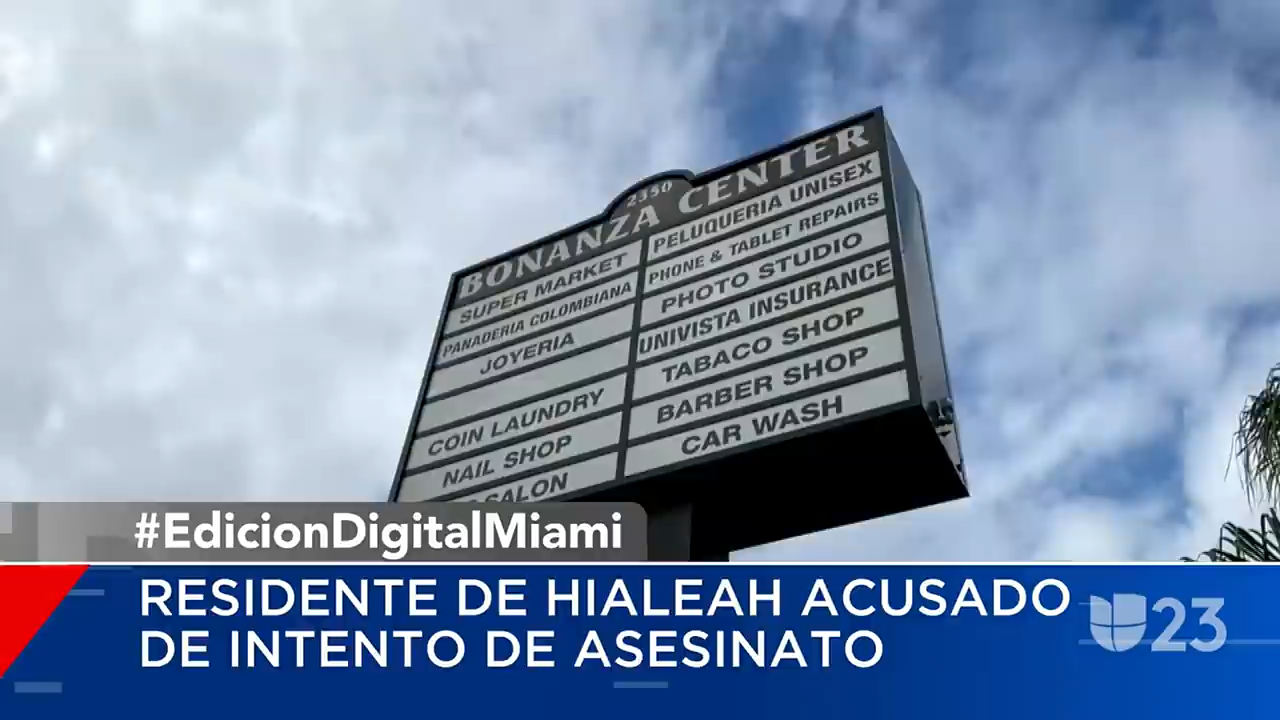 2350
BONANZA CENTER
SUPER MARKET
PANADERIA COLOMBIANA
JOYERIA
COIN LAUNDRY
NAIL SHOP
SALON
PELUQUERIA UNISEX
PHONE & TABLET REPAIRS
PHOTO STUDIO
UNIVISTA INSURANCE
TABACO SHOP
BARBER SHOP
CAR WASH
#EdicionDigitalMiami
RESIDENTE DE HIALEAH ACUSADO
DE INTENTO DE ASESINATO
23